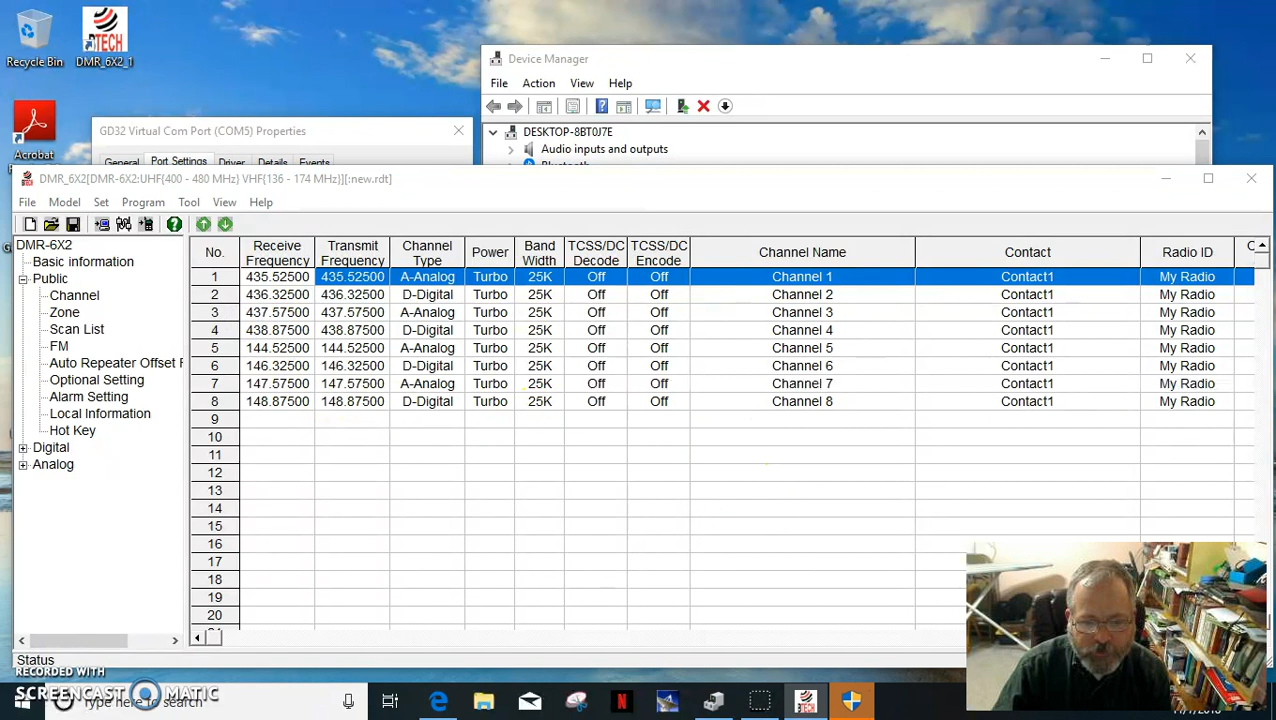 Recycle Bin
DMR_6X2_1
Acrobat
Device Manager
File Action View Help
DESKTOP-8BT0J7E
Audio inputs and outputs
GD32 Virtual Com Port (COM5) Properties
General Port Settings Driver Details Events
DMR_6X2[DMR-6X2:UHF{400 - 480 MHz} VHF{136 - 174 MHz}][:new.rdt]
File Model Set Program Tool View Help
DMR-6X2
Basic information
Public
Channel
Zone
Scan List
FM
Auto Repeater Offset F
Optional Setting
Alarm Setting
Local Information
Hot Key
Digital
Analog
No. Receive Frequency Transmit Frequency Channel Type Power Band Width TCSS/DC Decode TCSS/DC Encode Channel Name Contact Radio ID
1 435.52500 435.52500 A-Analog Turbo 25K Off Off Channel 1 Contact1 My Radio
2 436.32500 436.32500 D-Digital Turbo 25K Off Off Channel 2 Contact1 My Radio
3 437.57500 437.57500 A-Analog Turbo 25K Off Off Channel 3 Contact1 My Radio
4 438.87500 438.87500 D-Digital Turbo 25K Off Off Channel 4 Contact1 My Radio
5 144.52500 144.52500 A-Analog Turbo 25K Off Off Channel 5 Contact1 My Radio
6 146.32500 146.32500 D-Digital Turbo 25K Off Off Channel 6 Contact1 My Radio
7 147.57500 147.57500 A-Analog Turbo 25K Off Off Channel 7 Contact1 My Radio
8 148.87500 148.87500 D-Digital Turbo 25K Off Off Channel 8 Contact1 My Radio
9
10
11
12
13
14
15
16
17
18
19
20
Status
RECORDED WITH
SCREENCAST MATIC
Type here to search